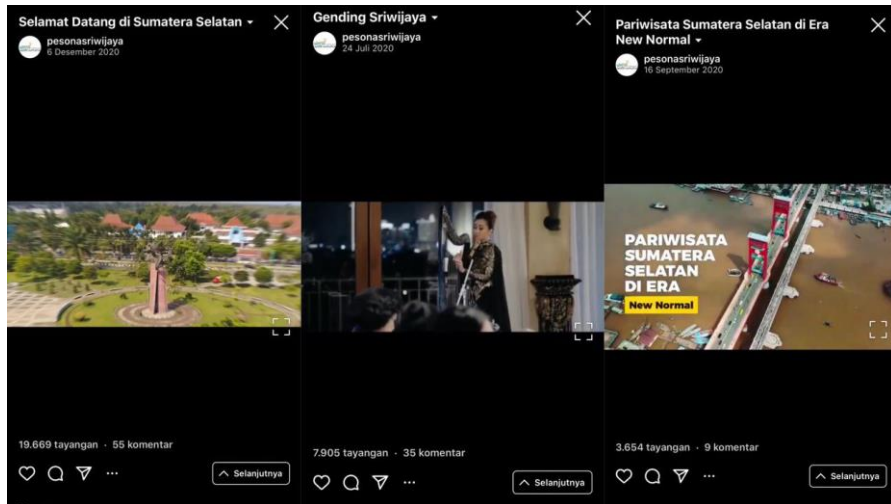 Selamat Datang di Sumatera Selatan
pesonasriwijaya
6 Desember 2020
19.669 tayangan · 55 komentar
Selanjutnya
Gending Sriwijaya
pesonasriwijaya
24 Juli 2020
7.905 tayangan · 35 komentar
Selanjutnya
Pariwisata Sumatera Selatan di Era
New Normal
pesonasriwijaya
16 September 2020
PARIWISATA
SUMATERA
SELATAN
DI ERA
New Normal
3.654 tayangan · 9 komentar
Selanjutnya